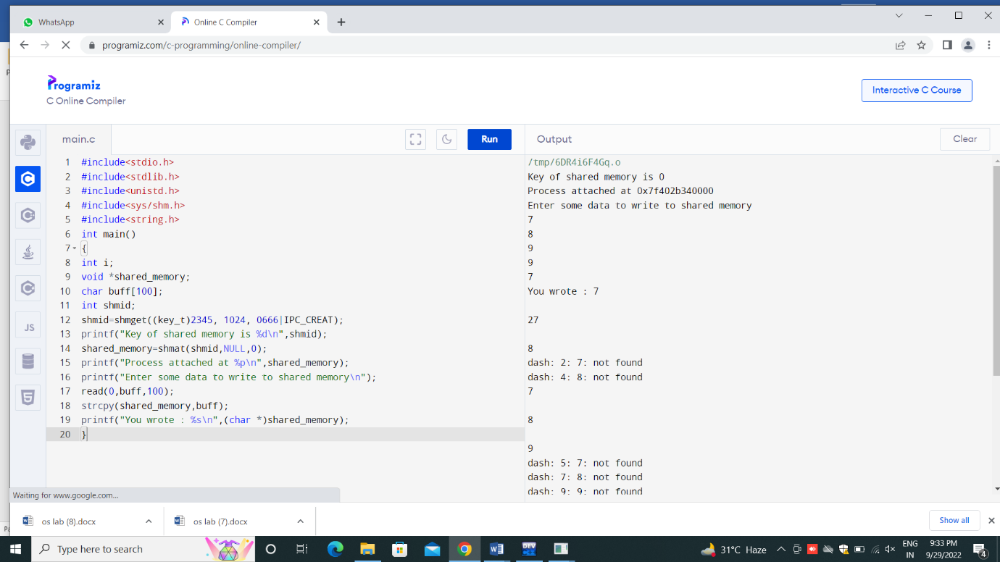 WhatsApp
Online C Compiler
programiz.com/c-programming/online-compiler/
Programiz
C Online Compiler
Interactive C Course
main.c
Run
Output
Clear
1 #include<stdio.h>
2 #include<stdlib.h>
3 #include<unistd.h>
4 #include<sys/shm.h>
5 #include<string.h>
6 int main()
7 {
8 int i;
9 void *shared_memory;
10 char buff[100];
11 int shmid;
12 shmid=shmget((key_t)2345, 1024, 0666|IPC_CREAT);
13 printf("Key of shared memory is %d\n",shmid);
14 shared_memory=shmat(shmid,NULL,0);
15 printf("Process attached at %p\n",shared_memory);
16 printf("Enter some data to write to shared memory\n");
17 read(0,buff,100);
18 strcpy(shared_memory,buff);
19 printf("You wrote : %s\n",(char *)shared_memory);
20 }
/tmp/6DR4i6F4Gq.o
Key of shared memory is 0
Process attached at 0x7f402b340000
Enter some data to write to shared memory
7
8
9
9
7
You wrote : 7
27
8
dash: 2: 7: not found
dash: 4: 8: not found
7
8
9
dash: 5: 7: not found
dash: 7: 8: not found
dash: 9: 9: not found
JS
Waiting for www.google.com...
os lab (8).docx
os lab (7).docx
Show all
Type here to search
DEV
31°C Haze
ENG
IN
9:33 PM
9/29/2022
4